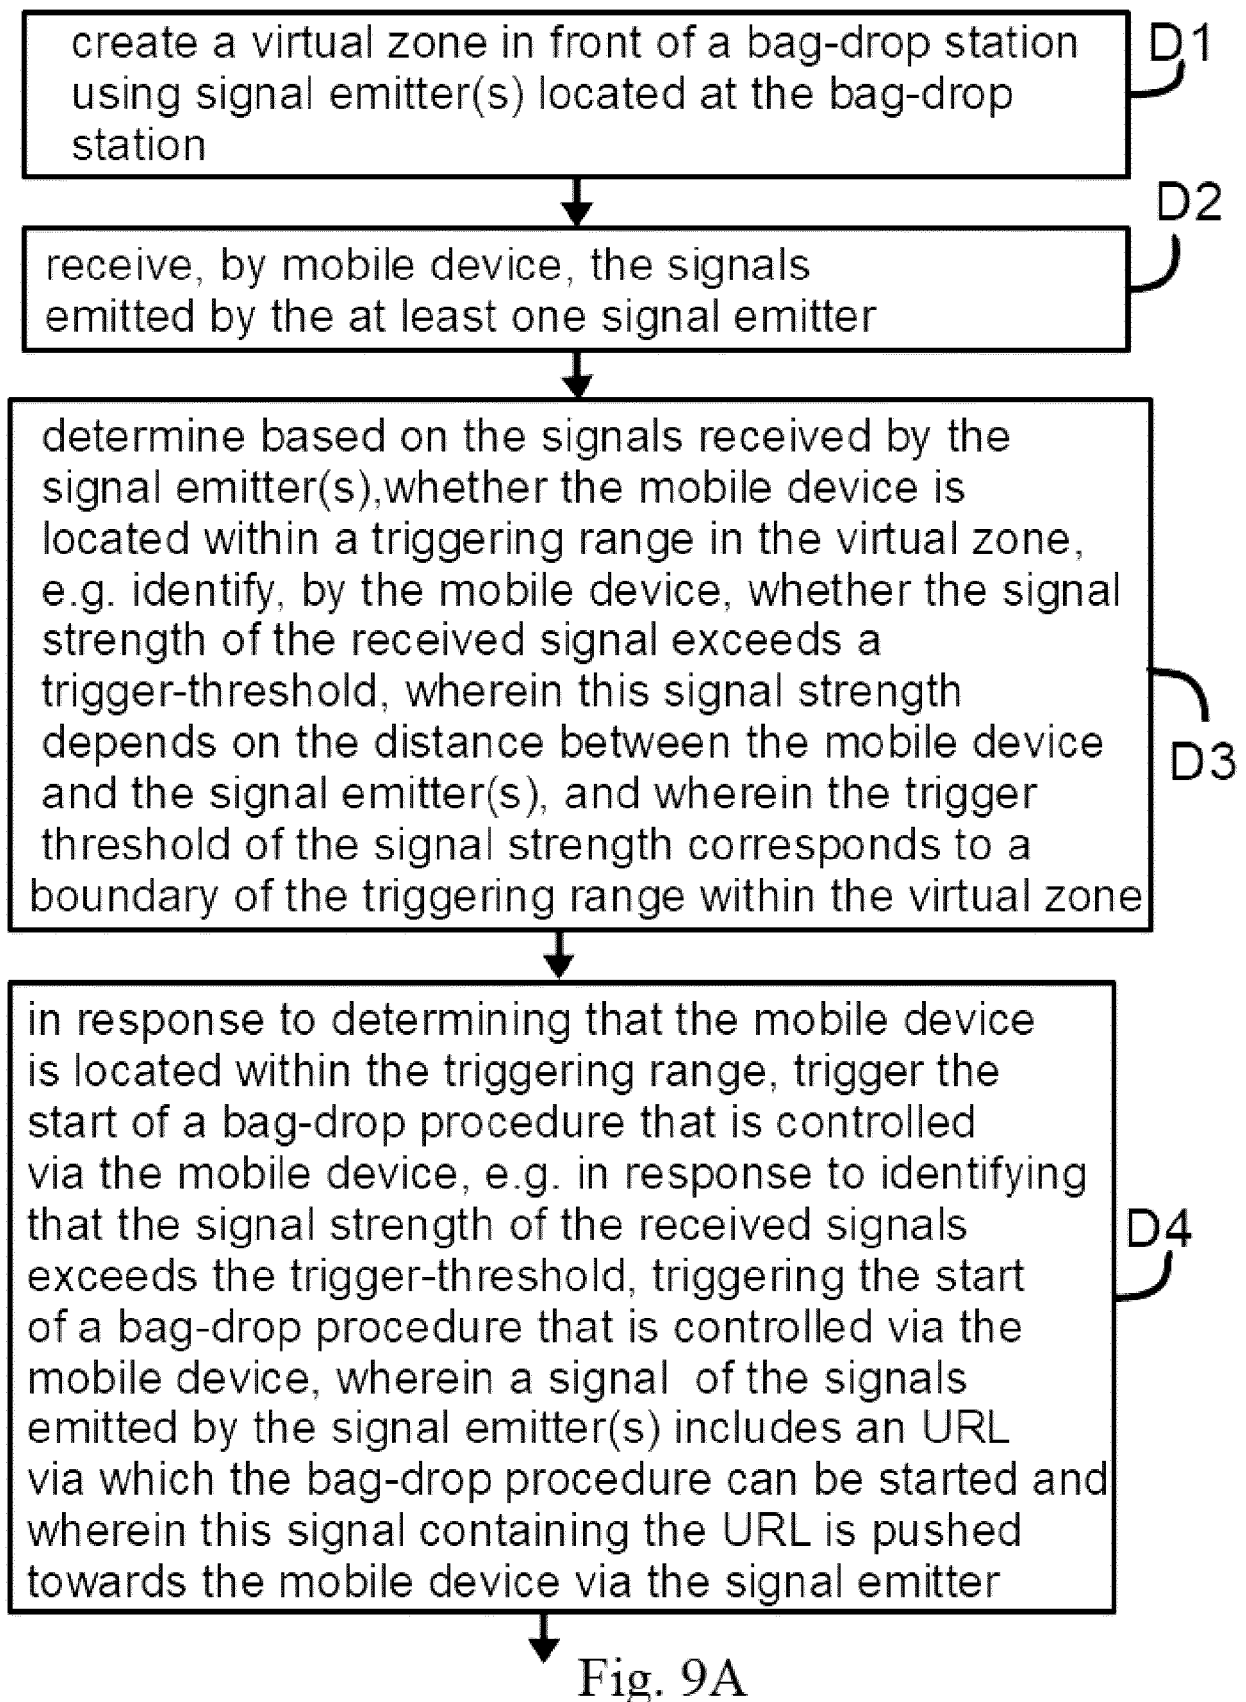 create a virtual zone in front of a bag-drop station
using signal emitter(s) located at the bag-drop
station
D1
D2
receive, by mobile device, the signals
emitted by the at least one signal emitter
determine based on the signals received by the
signal emitter(s),whether the mobile device is
located within a triggering range in the virtual zone,
e.g. identify, by the mobile device, whether the signal
strength of the received signal exceeds a
trigger-threshold, wherein this signal strength
depends on the distance between the mobile device
and the signal emitter(s), and wherein the trigger
threshold of the signal strength corresponds to a
boundary of the triggering range within the virtual zone
D3
in response to determining that the mobile device
is located within the triggering range, trigger the
start of a bag-drop procedure that is controlled
via the mobile device, e.g. in response to identifying
that the signal strength of the received signals
exceeds the trigger-threshold, triggering the start
of a bag-drop procedure that is controlled via the
mobile device, wherein a signal of the signals
emitted by the signal emitter(s) includes an URL
via which the bag-drop procedure can be started and
wherein this signal containing the URL is pushed
towards the mobile device via the signal emitter
D4
Fig. 9A